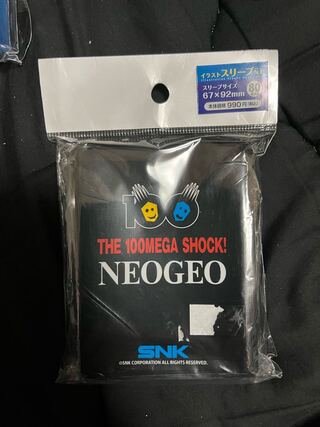 イラストスリーブNT
80
スリーブサイズ
67×92mm
本体価格 990円(税込)
100
THE 100MEGA SHOCK!
NEOGEO
SNK
©SNK CORPORATION ALL RIGHTS RESERVED.